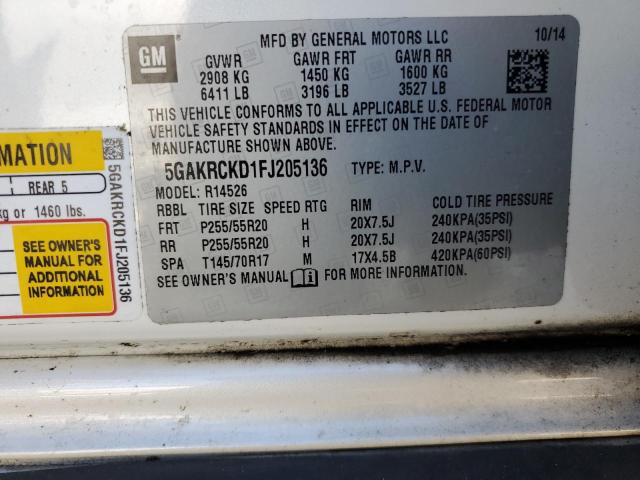 GM
MFD BY GENERAL MOTORS LLC 10/14
GVWR GAWR FRT GAWR RR
2908 KG 1450 KG 1600 KG
6411 LB 3196 LB 3527 LB
THIS VEHICLE CONFORMS TO ALL APPLICABLE U.S. FEDERAL MOTOR
VEHICLE SAFETY STANDARDS IN EFFECT ON THE DATE OF
MANUFACTURE SHOWN ABOVE.
5GAKRCKD1FJ205136 TYPE: M.P.V.
MODEL: R14526
RBBL TIRE SIZE SPEED RTG RIM COLD TIRE PRESSURE
FRT P255/55R20 H 20X7.5J 240KPA(35PSI)
RR P255/55R20 H 20X7.5J 240KPA(35PSI)
SPA T145/70R17 M 17X4.5B 420KPA(60PSI)
SEE OWNER'S MANUAL FOR MORE INFORMATION.
MATION
REAR 5
kg or 1460 lbs.
SEE OWNER'S
MANUAL FOR
ADDITIONAL
INFORMATION
5GAKRCKD1FJ205136